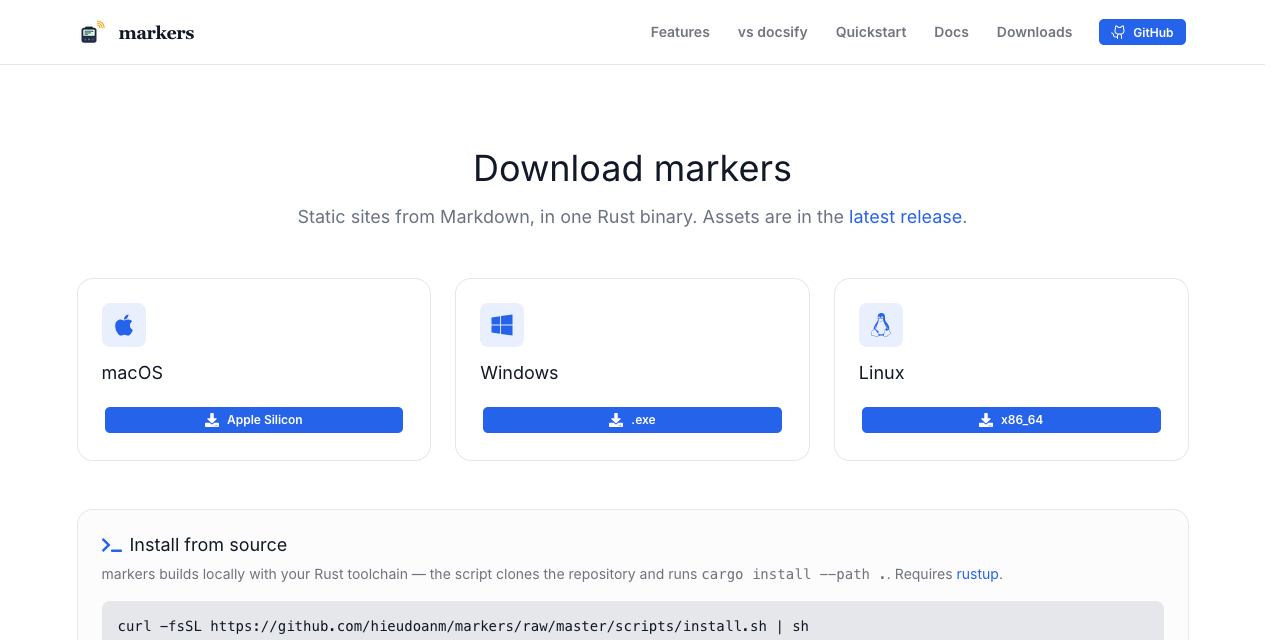 markers
Features
vs docsify
Quickstart
Docs
Downloads
GitHub
Download markers
Static sites from Markdown, in one Rust binary. Assets are in the latest release.
macOS
Apple Silicon
Windows
.exe
Linux
x86_64
Install from source
markers builds locally with your Rust toolchain — the script clones the repository and runs cargo install --path .. Requires rustup.
curl -fsSL https://github.com/hieudoanm/markers/raw/master/scripts/install.sh | sh